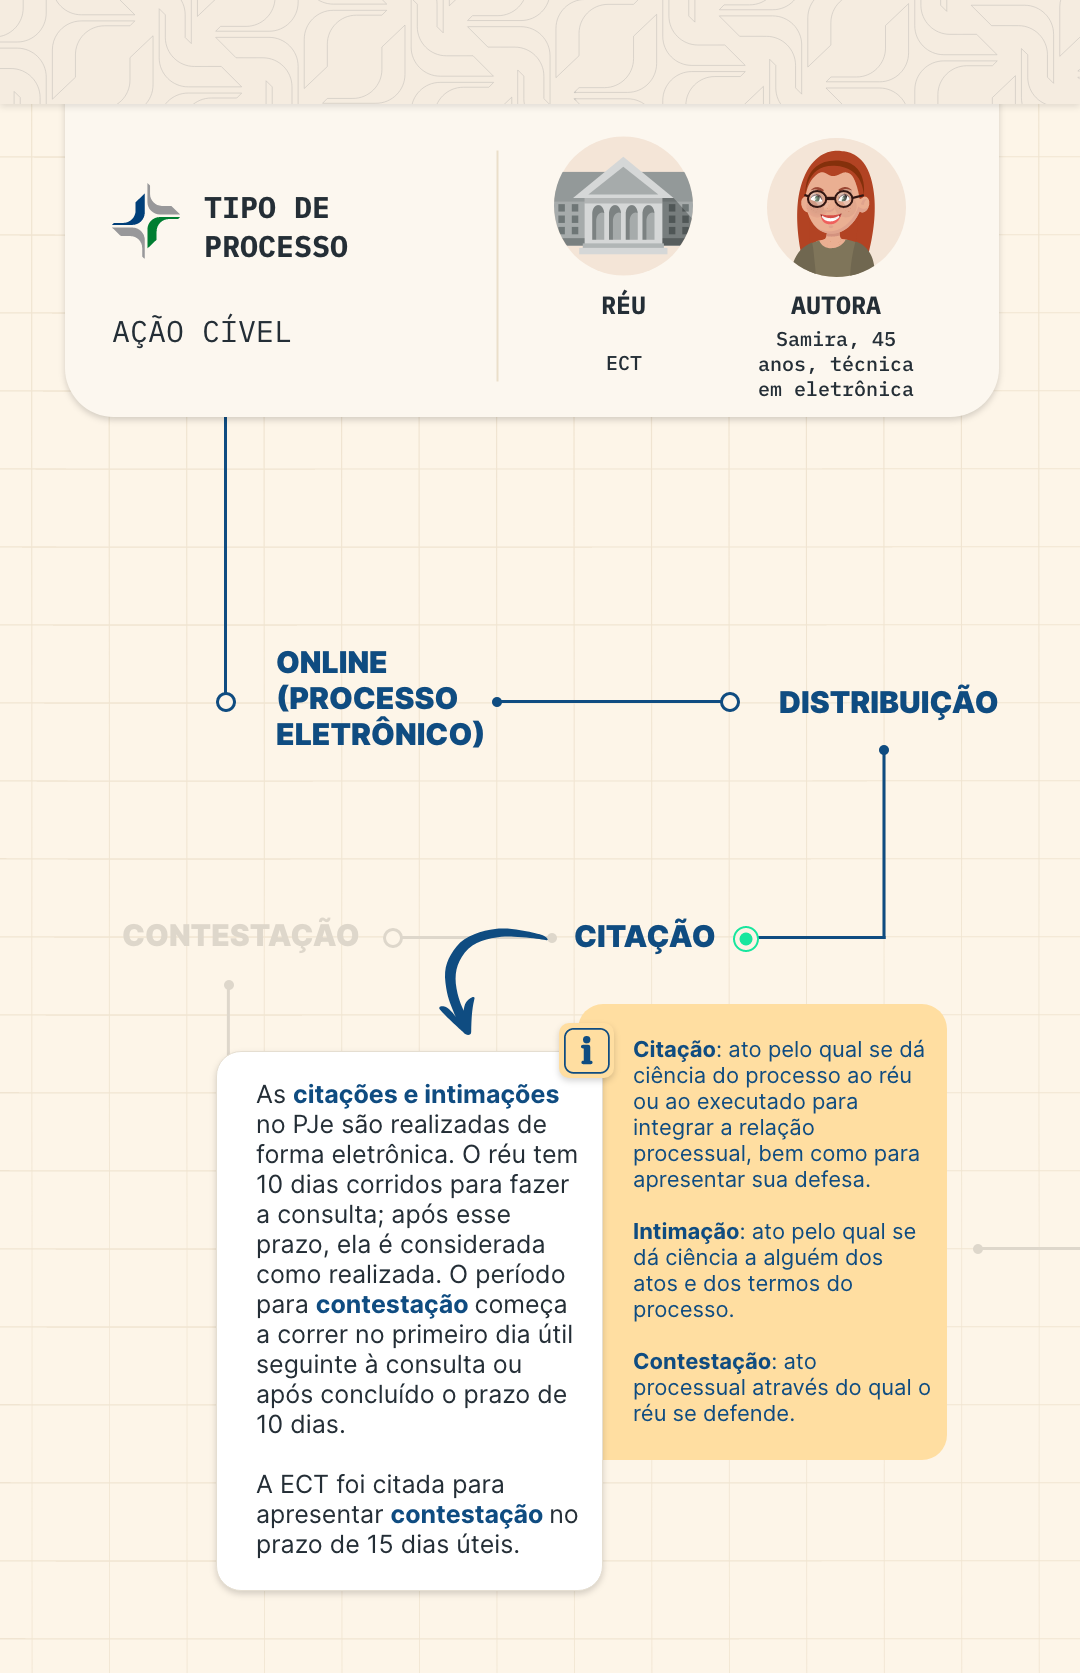 TIPO DE
PROCESSO
AÇÃO CÍVEL
RÉU
ECT
AUTORA
Samira, 45
anos, técnica
em eletrônica
ONLINE
(PROCESSO
ELETRÔNICO)
DISTRIBUIÇÃO
CONTESTAÇÃO
CITAÇÃO
As citações e intimações
no PJe são realizadas de
forma eletrônica. O réu tem
10 dias corridos para fazer
a consulta; após esse
prazo, ela é considerada
como realizada. O período
para contestação começa
a correr no primeiro dia útil
seguinte à consulta ou
após concluído o prazo de
10 dias.
A ECT foi citada para
apresentar contestação no
prazo de 15 dias úteis.
i
Citação: ato pelo qual se dá
ciência do processo ao réu
ou ao executado para
integrar a relação
processual, bem como para
apresentar sua defesa.
Intimação: ato pelo qual se
dá ciência a alguém dos
atos e dos termos do
processo.
Contestação: ato
processual através do qual o
réu se defende.